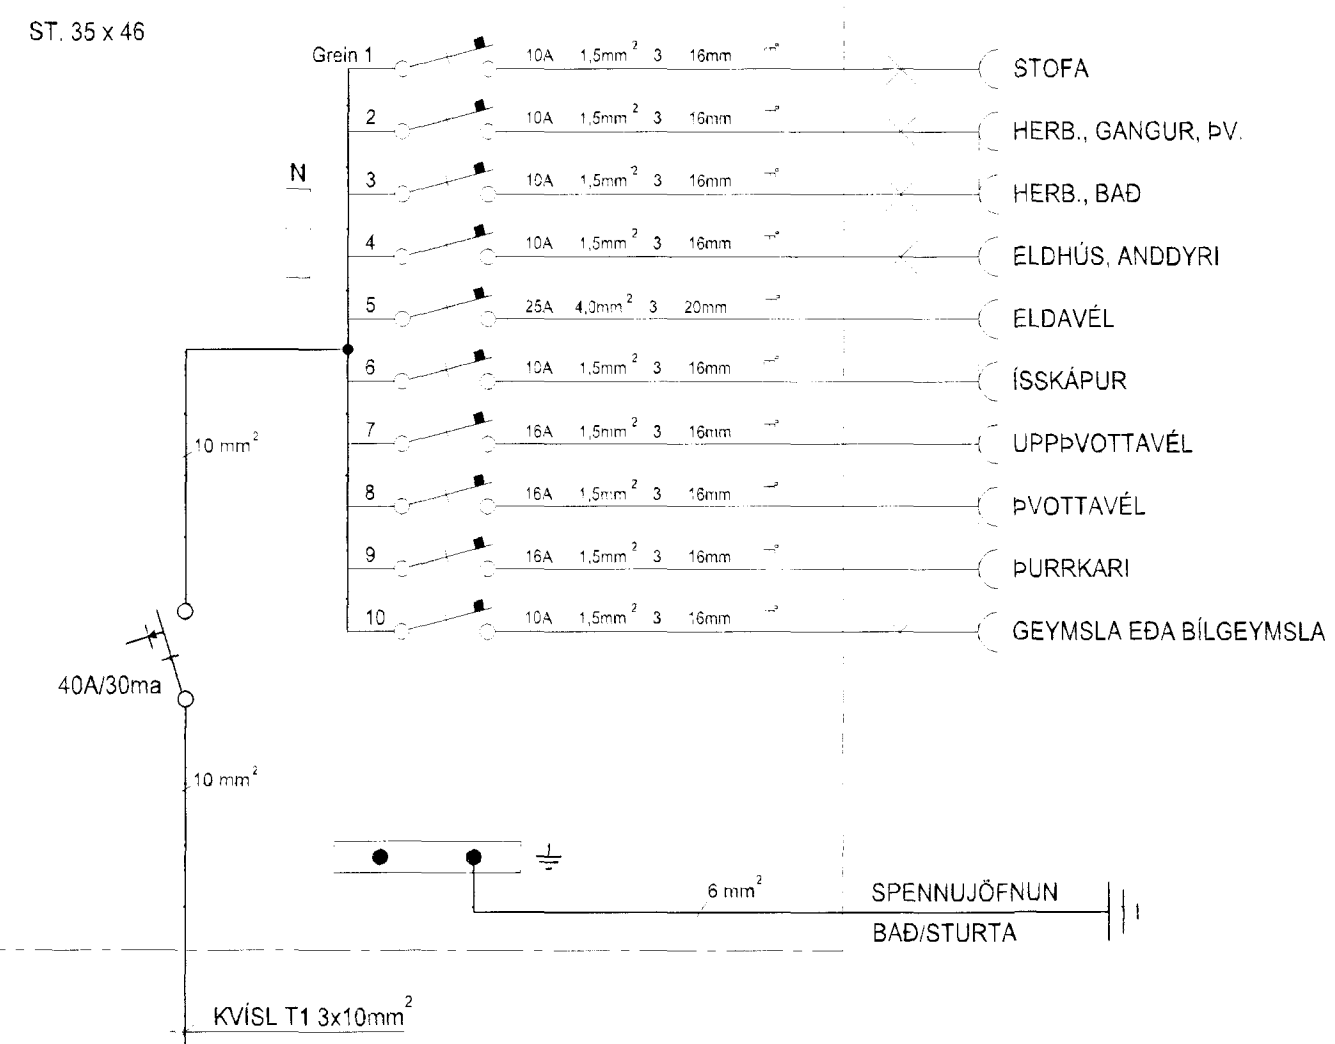 ST. 35 x 46
Grein 1 10A 1,5mm² 3 16mm STOFA
2 10A 1,5mm² 3 16mm HERB., GANGUR, ÞV.
N
3 10A 1,5mm² 3 16mm HERB., BAÐ
4 10A 1,5mm² 3 16mm ELDHÚS, ANDDYRI
5 25A 4,0mm² 3 20mm ELDAVÉL
6 10A 1,5mm² 3 16mm ÍSSKÁPUR
7 16A 1,5mm² 3 16mm UPPÞVOTTAVÉL
10 mm²
8 16A 1,5mm² 3 16mm ÞVOTTAVÉL
9 16A 1,5mm² 3 16mm ÞURRKARI
10 10A 1,5mm² 3 16mm GEYMSLA EÐA BÍLGEYMSLA
40A/30ma
10 mm²
6 mm² SPENNUJÖFNUN
BAÐ/STURTA
KVÍSL T1 3x10mm²